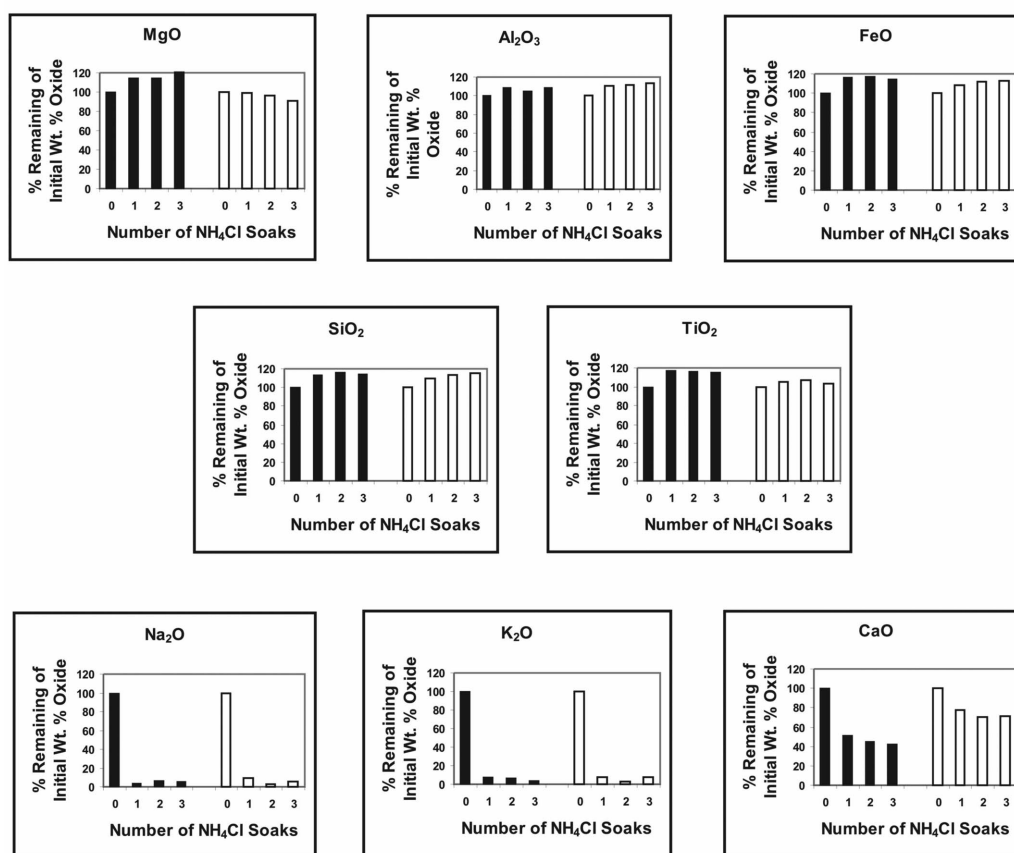 MgO
% Remaining of
Initial Wt. % Oxide
120
100
80
60
40
20
0
0 1 2 3 0 1 2 3
Number of NH₄Cl Soaks
Al₂O₃
% Remaining of
Initial Wt. %
Oxide
120
100
80
60
40
20
0
0 1 2 3 0 1 2 3
Number of NH₄Cl Soaks
FeO
% Remaining of
Initial Wt. % Oxide
120
100
80
60
40
20
0
0 1 2 3 0 1 2 3
Number of NH₄Cl Soaks
SiO₂
% Remaining of
Initial Wt. % Oxide
120
100
80
60
40
20
0
0 1 2 3 0 1 2 3
Number of NH₄Cl Soaks
TiO₂
% Remaining of
Initial Wt. % Oxide
120
100
80
60
40
20
0
0 1 2 3 0 1 2 3
Number of NH₄Cl Soaks
Na₂O
% Remaining of
Initial Wt. % Oxide
120
100
80
60
40
20
0
0 1 2 3 0 1 2 3
Number of NH₄Cl Soaks
K₂O
% Remaining of
Initial Wt. % Oxide
120
100
80
60
40
20
0
0 1 2 3 0 1 2 3
Number of NH₄Cl Soaks
CaO
% Remaining of
Initial Wt. % Oxide
120
100
80
60
40
20
0
0 1 2 3 0 1 2 3
Number of NH₄Cl Soaks